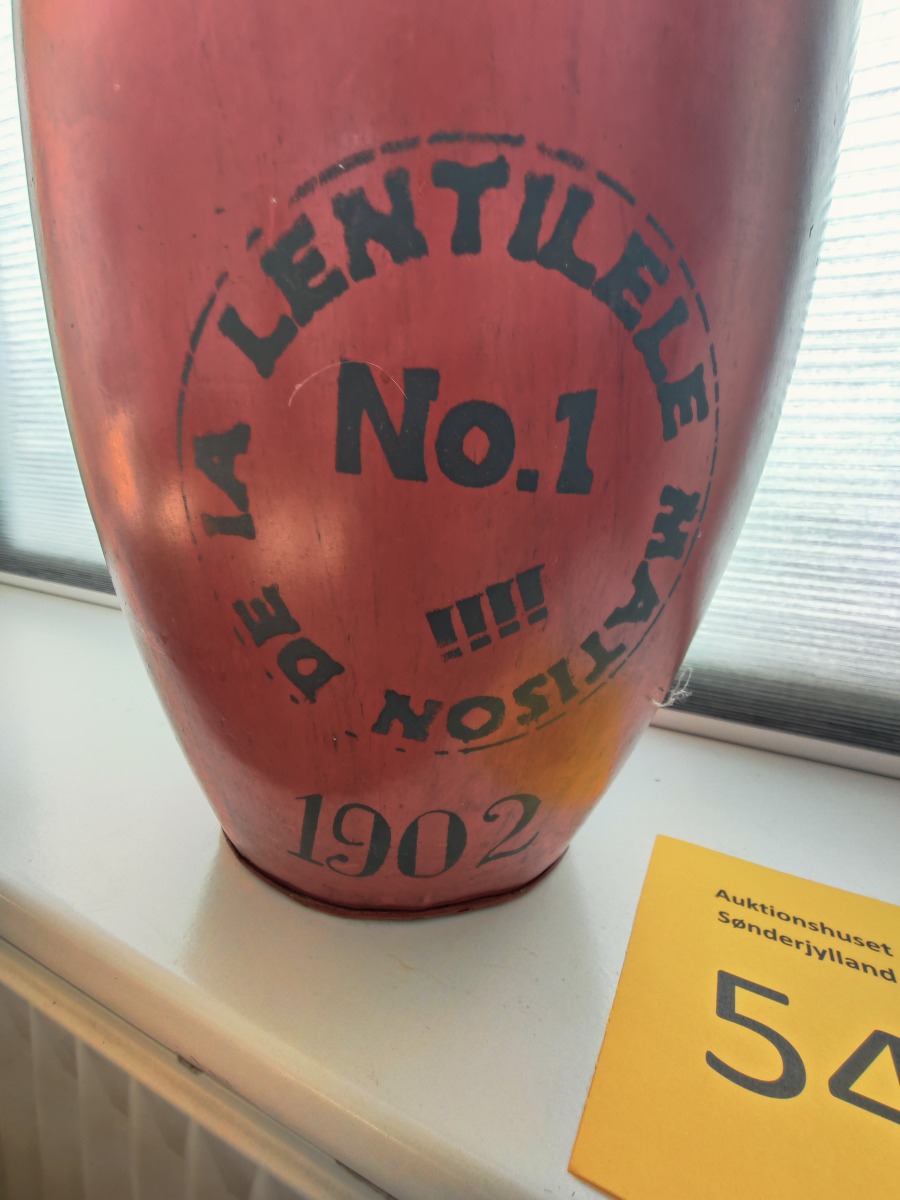 LA LENTILELE MATISON DE
No.1
!!!!
1902
Auktionshuset
Sønderjylland
5